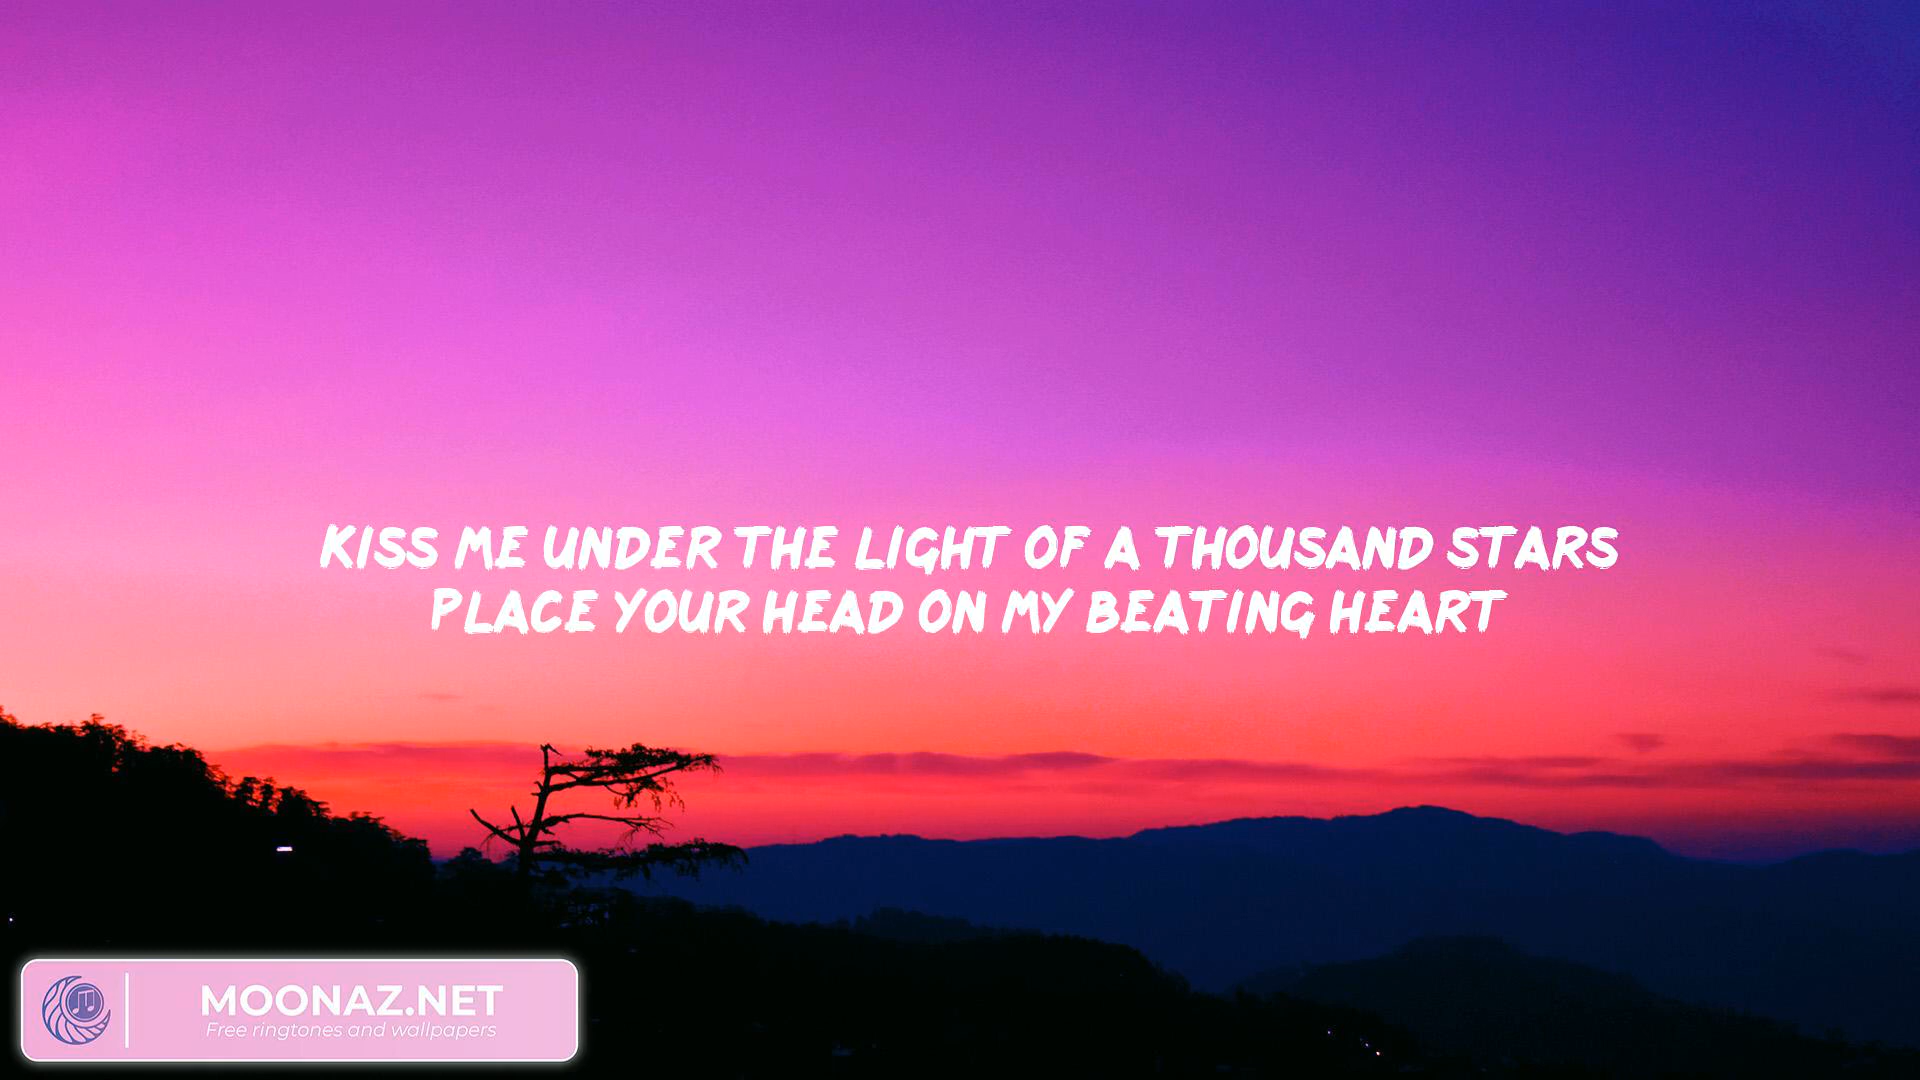 KISS ME UNDER THE LIGHT OF A THOUSAND STARS
PLACE YOUR HEAD ON MY BEATING HEART
MOONAZ.NET
Free ringtones and wallpapers